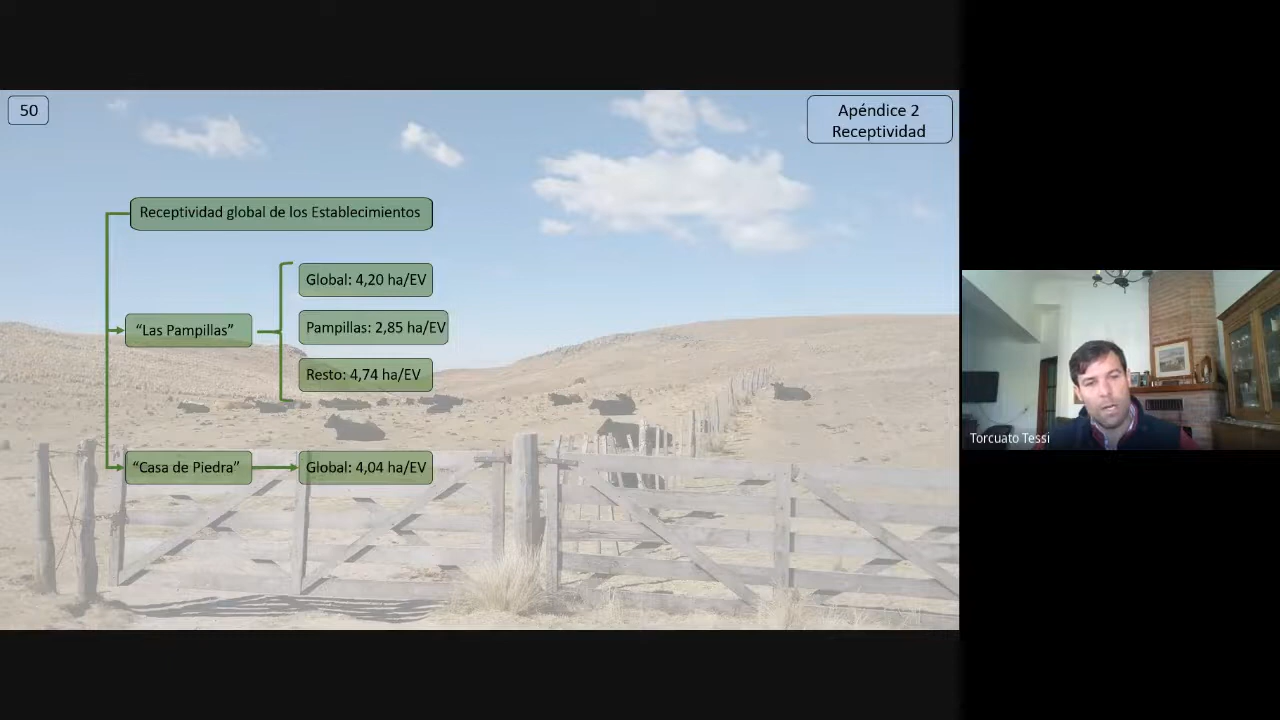 50
Apéndice 2
Receptividad
Receptividad global de los Establecimientos
Global: 4,20 ha/EV
“Las Pampillas”
Pampillas: 2,85 ha/EV
Resto: 4,74 ha/EV
“Casa de Piedra”
Global: 4,04 ha/EV
Torcuato Tessi